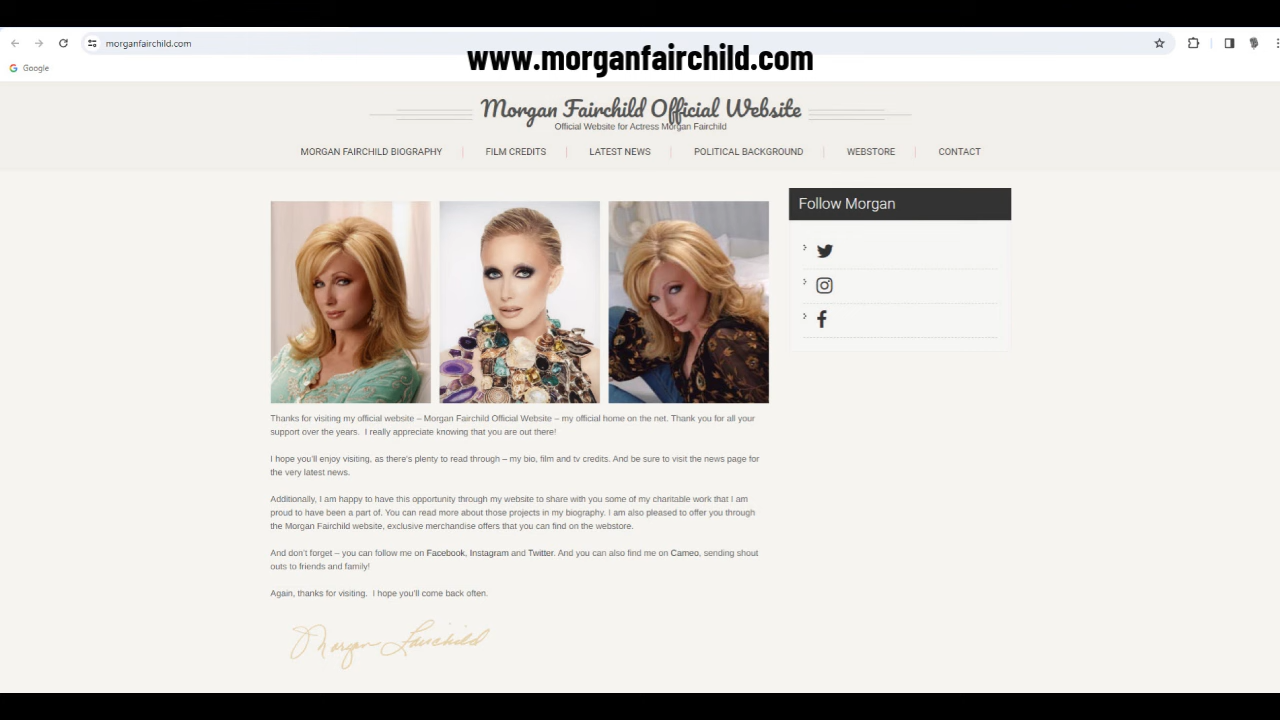 morganfairchild.com
www.morganfairchild.com
Google
Morgan Fairchild Official Website
Official Website for Actress Morgan Fairchild
MORGAN FAIRCHILD BIOGRAPHY
FILM CREDITS
LATEST NEWS
POLITICAL BACKGROUND
WEBSTORE
CONTACT
Follow Morgan
Thanks for visiting my official website – Morgan Fairchild Official Website – my official home on the net. Thank you for all your
support over the years.  I really appreciate knowing that you are out there!
I hope you'll enjoy visiting, as there's plenty to read through – my bio, film and tv credits. And be sure to visit the news page for
the very latest news.
Additionally, I am happy to have this opportunity through my website to share with you some of my charitable work that I am
proud to have been a part of. You can read more about those projects in my biography. I am also pleased to offer you through
the Morgan Fairchild website, exclusive merchandise offers that you can find on the webstore.
And don't forget – you can follow me on Facebook, Instagram and Twitter. And you can also find me on Cameo, sending shout
outs to friends and family!
Again, thanks for visiting.  I hope you'll come back often.
Morgan Fairchild